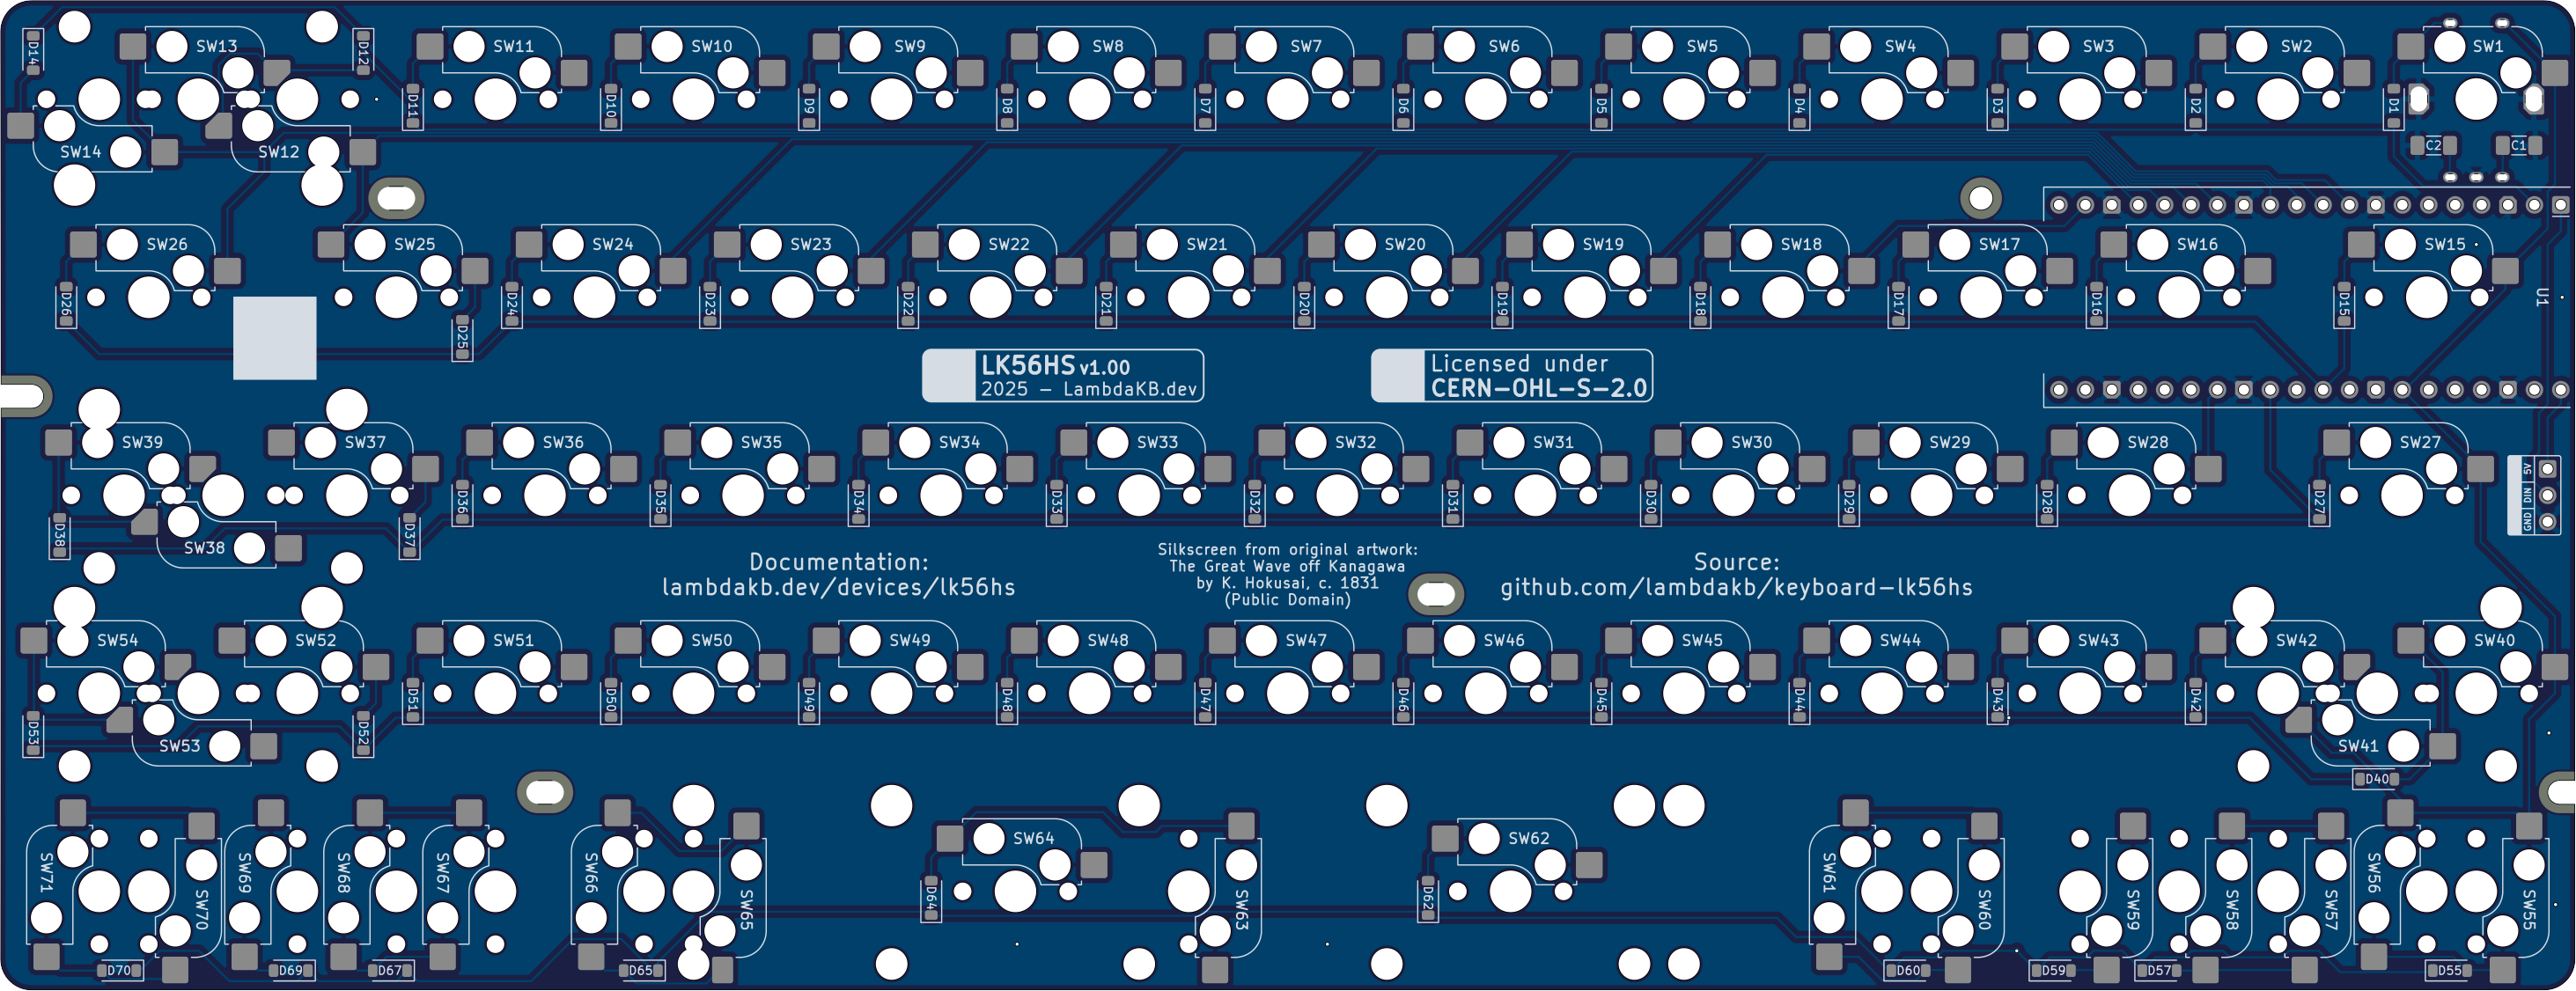 D14
SW13
D12
SW11
SW10
SW9
SW8
SW7
SW6
SW5
SW4
SW3
SW2
SW1
D11
D10
D9
D8
D7
D6
D5
D4
D3
D2
D1
SW14
SW12
C2
C1
SW26
SW25
SW24
SW23
SW22
SW21
SW20
SW19
SW18
SW17
SW16
SW15
D26
D25
D24
D23
D22
D21
D20
D19
D18
D17
D16
D15
U1
LK56HS v1.00
2025 – LambdaKB.dev
Licensed under
CERN-OHL-S-2.0
SW39
SW37
SW36
SW35
SW34
SW33
SW32
SW31
SW30
SW29
SW28
SW27
5V
DIN
GND
D38
D37
D36
D35
D34
D33
D32
D31
D30
D29
D28
D27
SW38
Documentation:
lambdakb.dev/devices/lk56hs
Silkscreen from original artwork:
The Great Wave off Kanagawa
by K. Hokusai, c. 1831
(Public Domain)
Source:
github.com/lambdakb/keyboard-lk56hs
SW54
SW52
SW51
SW50
SW49
SW48
SW47
SW46
SW45
SW44
SW43
SW42
SW40
D53
D52
D51
D50
D49
D48
D47
D46
D45
D44
D43
D42
SW53
SW41
D40
SW71
SW70
SW69
SW68
SW67
SW66
SW65
SW64
SW63
SW62
SW61
SW60
SW59
SW58
SW57
SW56
SW55
D64
D62
D70
D69
D67
D65
D60
D59
D57
D55